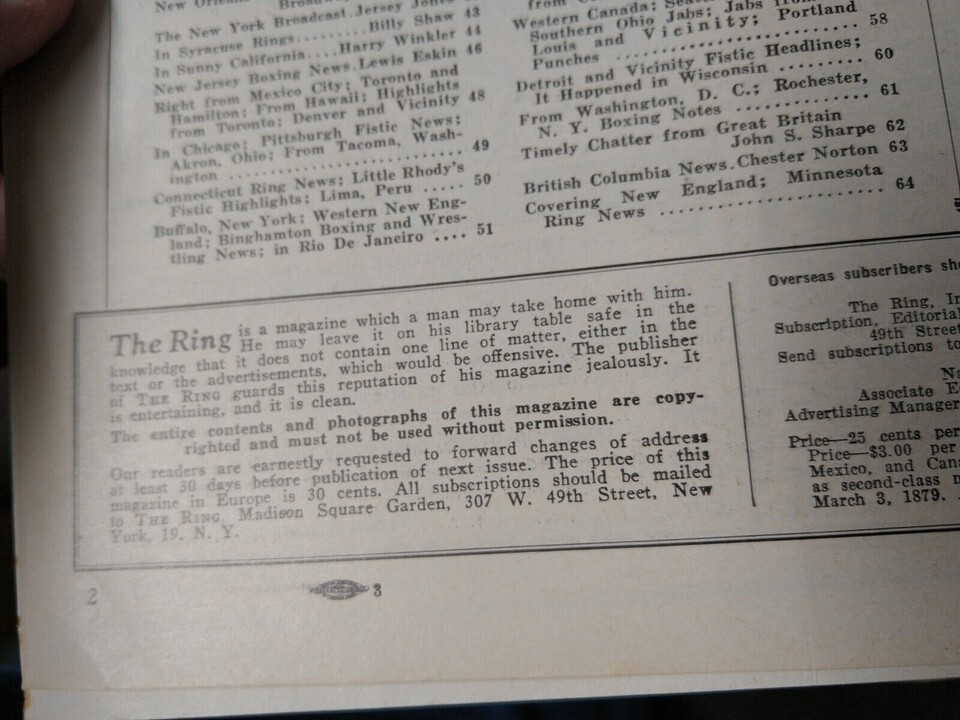 New Orleans
The New York Broadcast.Jersey Jones 43
In Syracuse Rings.........Billy Shaw 43
In Sunny California....Harry Winkler 44
New Jersey Boxing News.Lewis Eskin 46
Right from Mexico City; Toronto and
Hamilton; From Hawaii; Highlights
from Toronto; Denver and Vicinity 48
In Chicago; Pittsburgh Fistic News;
Akron, Ohio; From Tacoma, Wash-
ington .......................... 49
Connecticut Ring News; Little Rhody's
Fistic Highlights; Lima, Peru ..... 50
Buffalo, New York; Western New Eng-
land; Binghamton Boxing and Wres-
tling News; in Rio De Janeiro .... 51
from
Western Canada;
Southern Ohio Jabs; Jabs from
Louis and Vicinity; Portland
Punches .......................... 58
Detroit and Vicinity Fistic Headlines;
It Happened in Wisconsin ......... 60
From Washington, D. C.; Rochester,
N. Y. Boxing Notes .............. 61
Timely Chatter from Great Britain
John S. Sharpe 62
British Columbia News.Chester Norton 63
Covering New England; Minnesota
Ring News ....................... 64
The Ring is a magazine which a man may take home with him.
He may leave it on his library table safe in the
knowledge that it does not contain one line of matter, either in the
text or the advertisements, which would be offensive. The publisher
of THE RING guards this reputation of his magazine jealously. It
is entertaining, and it is clean.
The entire contents and photographs of this magazine are copy-
righted and must not be used without permission.
Our readers are earnestly requested to forward changes of address
at least 30 days before publication of next issue. The price of this
magazine in Europe is 30 cents. All subscriptions should be mailed
to THE RING, Madison Square Garden, 307 W. 49th Street, New
York, 19, N. Y.
Overseas subscribers
The Ring,
Subscription, Editorial
49th Street
Send subscriptions to
Associate
Advertising Manager
Price—25 cents per
Price—$3.00 per
Mexico, and
as second-class
March 3, 1879.
2
3